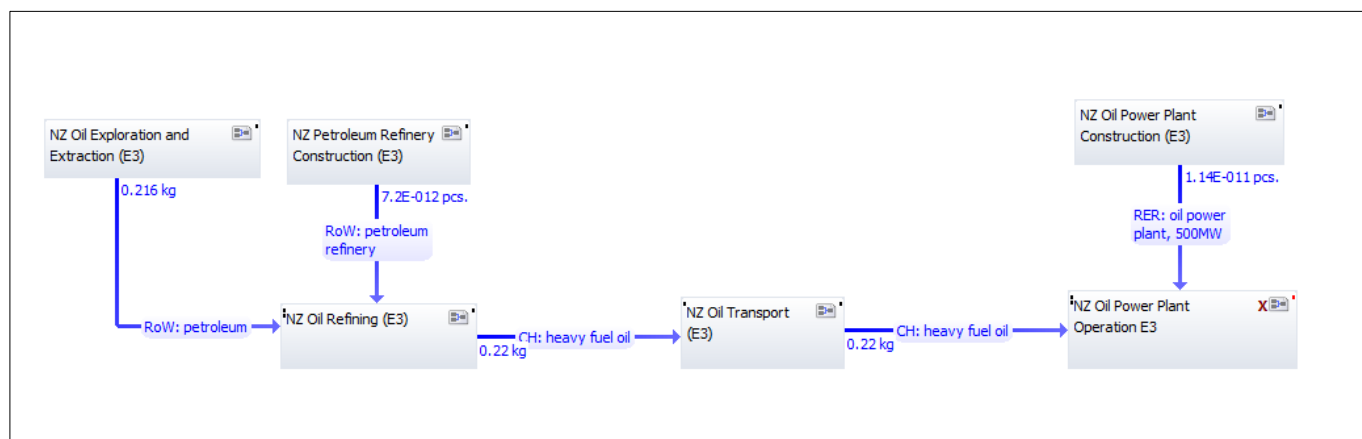 NZ Oil Exploration and
Extraction (E3)
0.216 kg
RoW: petroleum
NZ Petroleum Refinery
Construction (E3)
7.2E-012 pcs.
RoW: petroleum
refinery
NZ Oil Refining (E3)
0.22 kg
CH: heavy fuel oil
NZ Oil Transport
(E3)
0.22 kg
CH: heavy fuel oil
NZ Oil Power Plant
Construction (E3)
1.14E-011 pcs.
RER: oil power
plant, 500MW
NZ Oil Power Plant
Operation E3
X